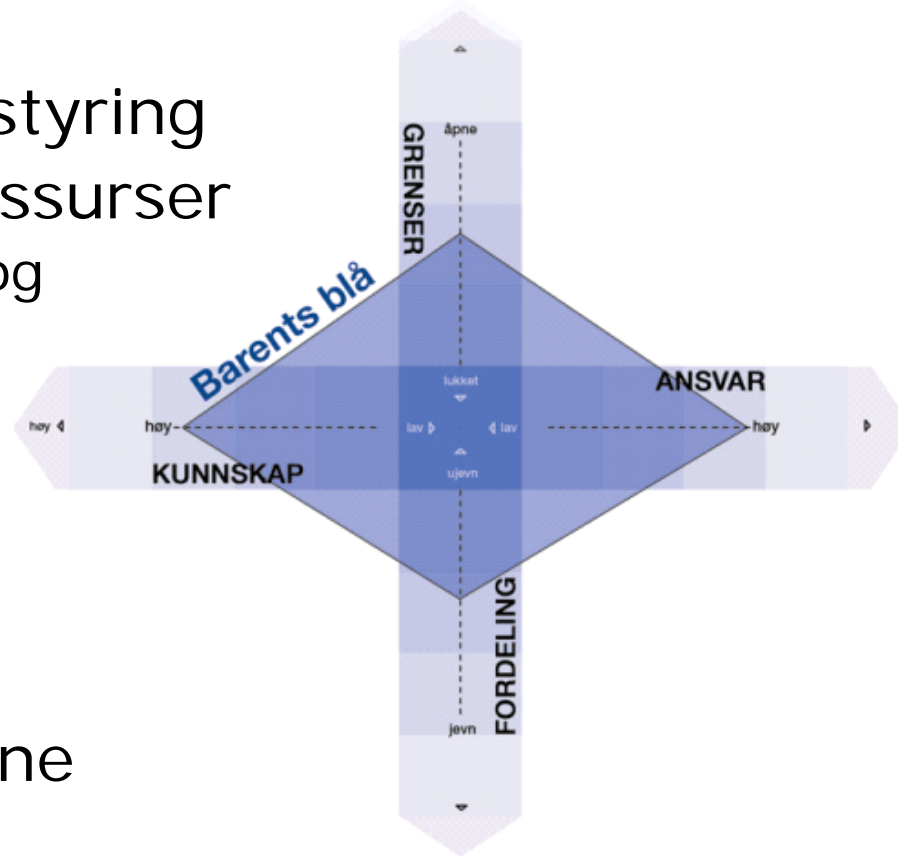 styring
ssurser
og
ne
åpne
GRENSER
Barents blå
lukket
ANSVAR
høy
høy
lav
lav
høy
KUNNSKAP
ujevn
FORDELING
jevn